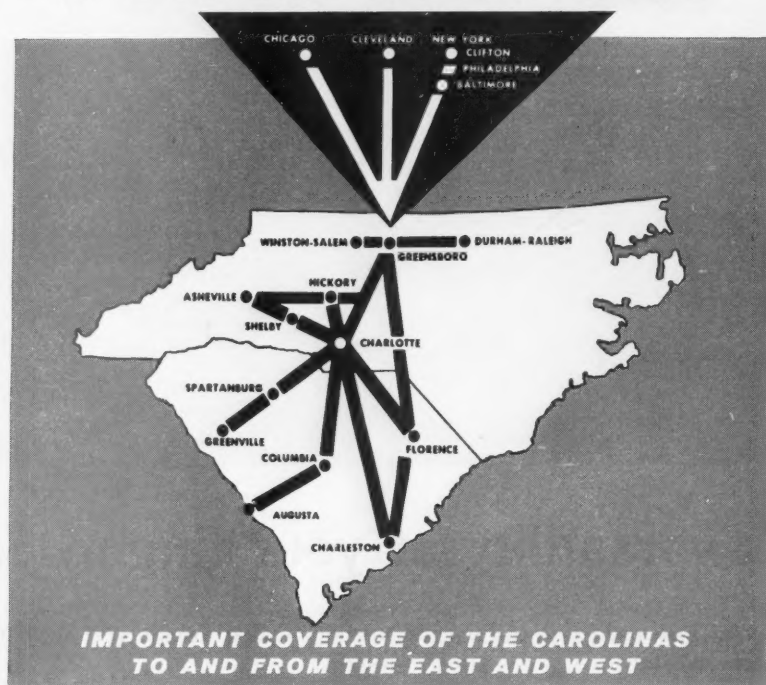 CHICAGO
CLEVELAND
NEW YORK
CLIFTON
PHILADELPHIA
BALTIMORE
WINSTON-SALEM
DURHAM-RALEIGH
GREENSBORO
HICKORY
ASHEVILLE
SHELBY
CHARLOTTE
SPARTANBURG
GREENVILLE
COLUMBIA
FLORENCE
AUGUSTA
CHARLESTON
IMPORTANT COVERAGE OF THE CAROLINAS
TO AND FROM THE EAST AND WEST